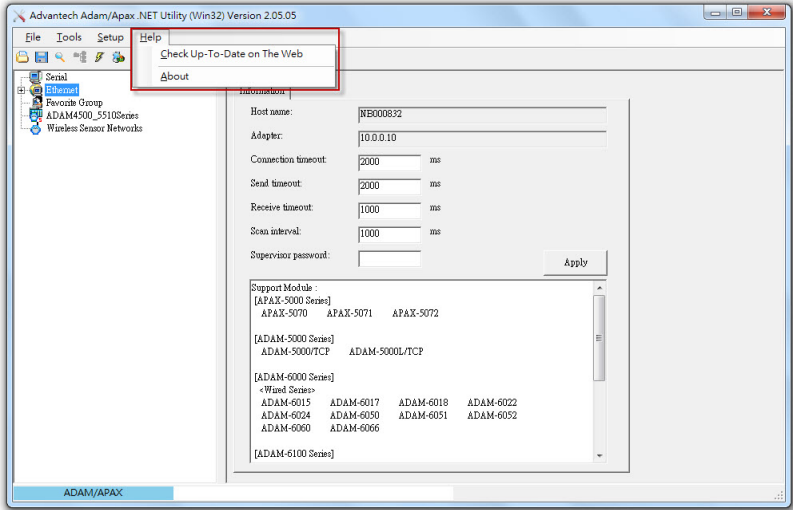 Advantech Adam/Apax .NET Utility (Win32) Version 2.05.05
File Tools Setup Help
Check Up-To-Date on The Web
About
Serial
Ethernet
Favorite Group
ADAM4500_5510Series
Wireless Sensor Networks
Information
Host name: NB000832
Adapter: 10.0.0.10
Connection timeout: 2000 ms
Send timeout: 2000 ms
Receive timeout: 1000 ms
Scan interval: 1000 ms
Supervisor password:
Apply
Support Module :
[APAX-5000 Series]
APAX-5070 APAX-5071 APAX-5072
[ADAM-5000 Series]
ADAM-5000/TCP ADAM-5000L/TCP
[ADAM-6000 Series]
<Wired Series>
ADAM-6015 ADAM-6017 ADAM-6018 ADAM-6022
ADAM-6024 ADAM-6050 ADAM-6051 ADAM-6052
ADAM-6060 ADAM-6066
[ADAM-6100 Series]
ADAM/APAX